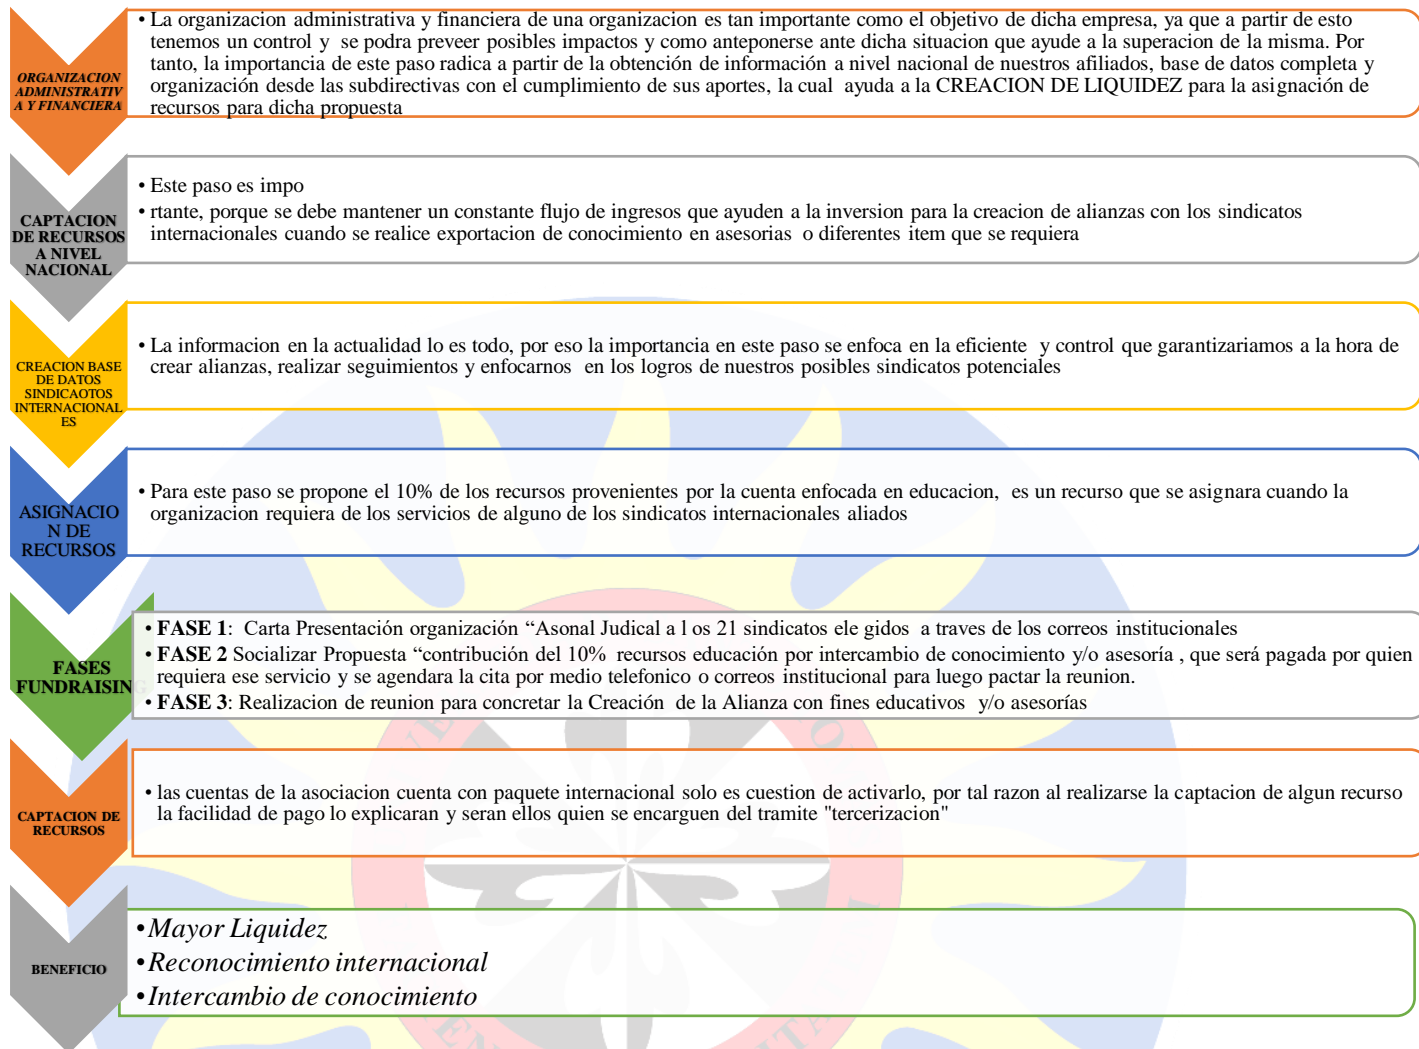 ORGANIZACION
ADMINISTRATIV
A Y FINANCIERA
• La organizacion administrativa y financiera de una organizacion es tan importante como el objetivo de dicha empresa, ya que a partir de esto
tenemos un control y se podra preveer posibles impactos y como anteponerse ante dicha situacion que ayude a la superacion de la misma. Por
tanto, la importancia de este paso radica a partir de la obtención de información a nivel nacional de nuestros afiliados, base de datos completa y
organización desde las subdirectivas con el cumplimiento de sus aportes, la cual ayuda a la CREACION DE LIQUIDEZ para la asignación de
recursos para dicha propuesta
CAPTACION
DE RECURSOS
A NIVEL
NACIONAL
• Este paso es impo
• rtante, porque se debe mantener un constante flujo de ingresos que ayuden a la inversion para la creacion de alianzas con los sindicatos
internacionales cuando se realice exportacion de conocimiento en asesorias o diferentes item que se requiera
CREACION BASE
DE DATOS
SINDICAOTOS
INTERNACIONAL
ES
• La informacion en la actualidad lo es todo, por eso la importancia en este paso se enfoca en la eficiente y control que garantizariamos a la hora de
crear alianzas, realizar seguimientos y enfocarnos en los logros de nuestros posibles sindicatos potenciales
ASIGNACIO
N DE
RECURSOS
• Para este paso se propone el 10% de los recursos provenientes por la cuenta enfocada en educacion, es un recurso que se asignara cuando la
organizacion requiera de los servicios de alguno de los sindicatos internacionales aliados
FASES
FUNDRAISING
• FASE 1: Carta Presentación organización “Asonal Judical a l os 21 sindicatos ele gidos a traves de los correos institucionales
• FASE 2 Socializar Propuesta “contribución del 10% recursos educación por intercambio de conocimiento y/o asesoría , que será pagada por quien
requiera ese servicio y se agendara la cita por medio telefonico o correos institucional para luego pactar la reunion.
• FASE 3: Realizacion de reunion para concretar la Creación de la Alianza con fines educativos y/o asesorías
CAPTACION DE
RECURSOS
• las cuentas de la asociacion cuenta con paquete internacional solo es cuestion de activarlo, por tal razon al realizarse la captacion de algun recurso
la facilidad de pago lo explicaran y seran ellos quien se encarguen del tramite "tercerizacion"
BENEFICIO
• Mayor Liquidez
• Reconocimiento internacional
• Intercambio de conocimiento